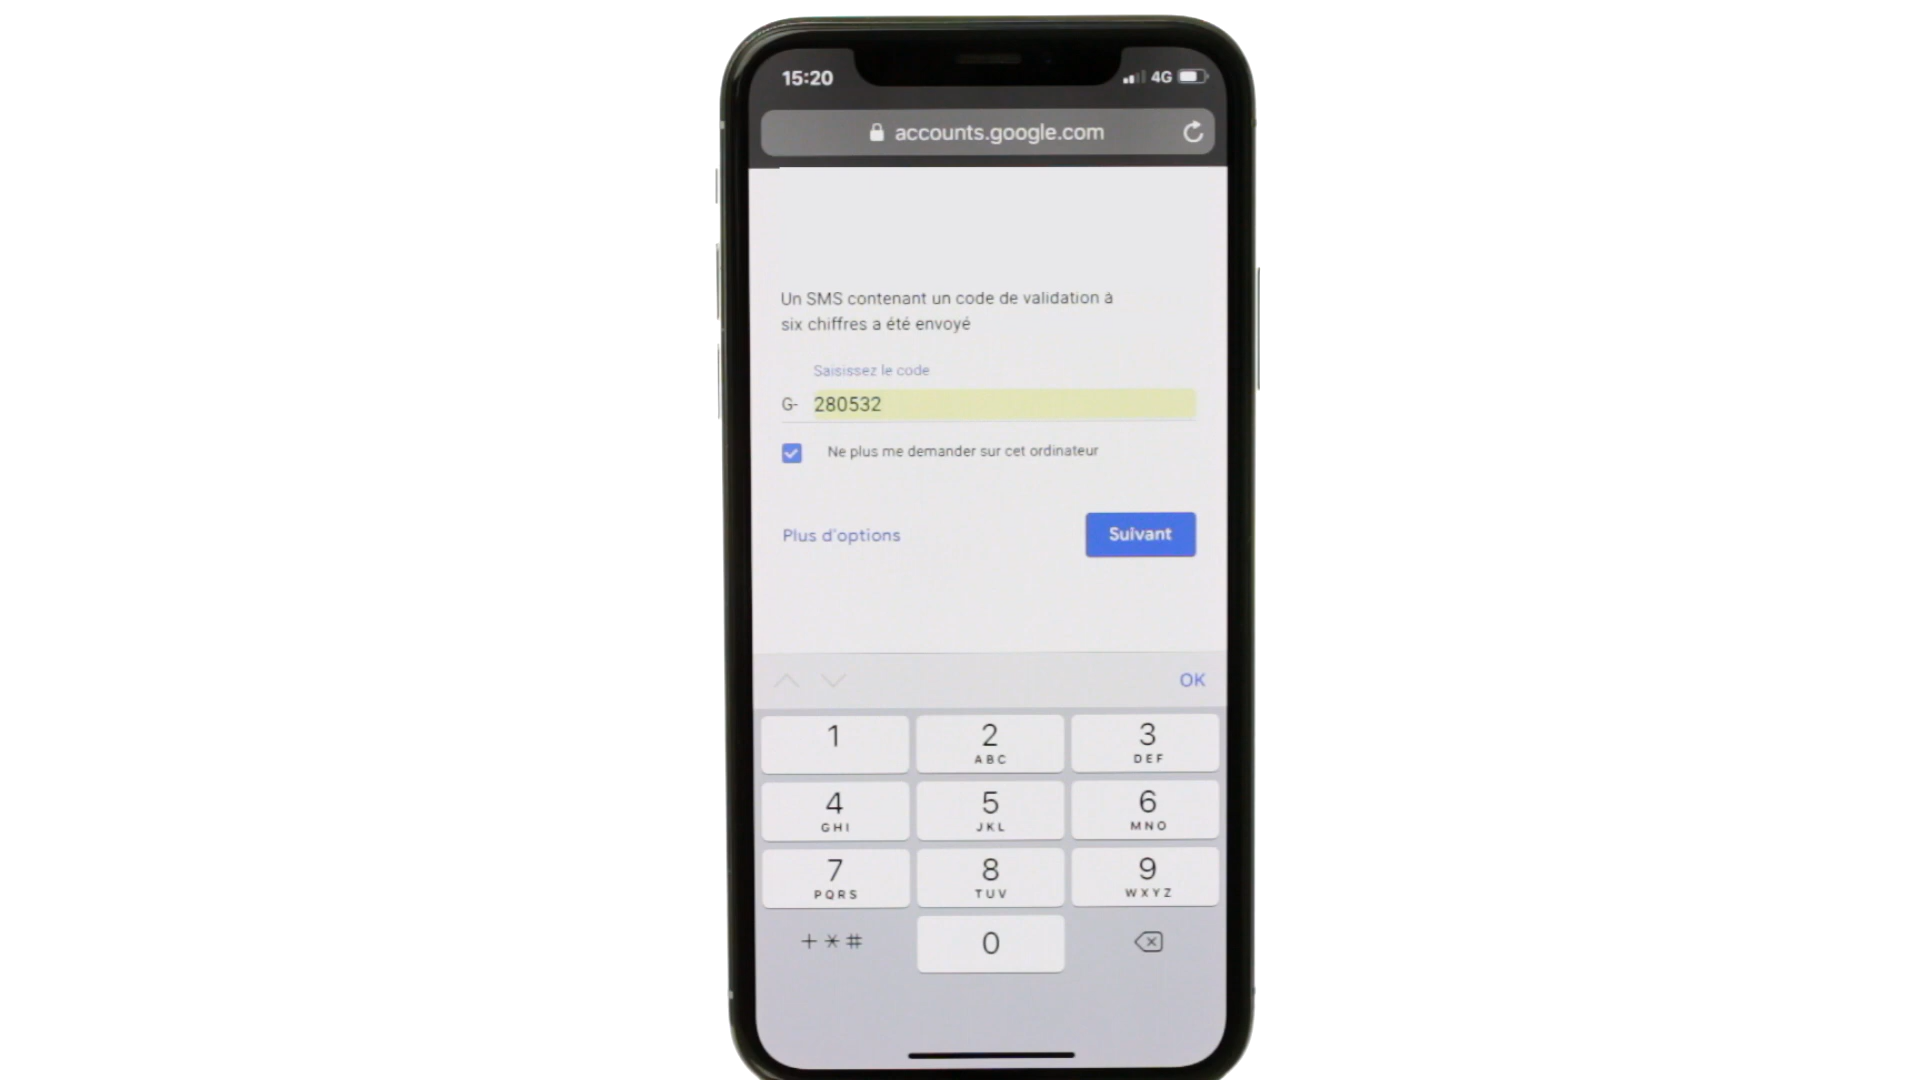 15:20
4G
accounts.google.com
Un SMS contenant un code de validation à
six chiffres a été envoyé
Saisissez le code
G- 280532
Ne plus me demander sur cet ordinateur
Plus d'options
Suivant
OK
1 2 3
ABC DEF
4 5 6
GHI JKL MNO
7 8 9
PQRS TUV WXYZ
+*# 0